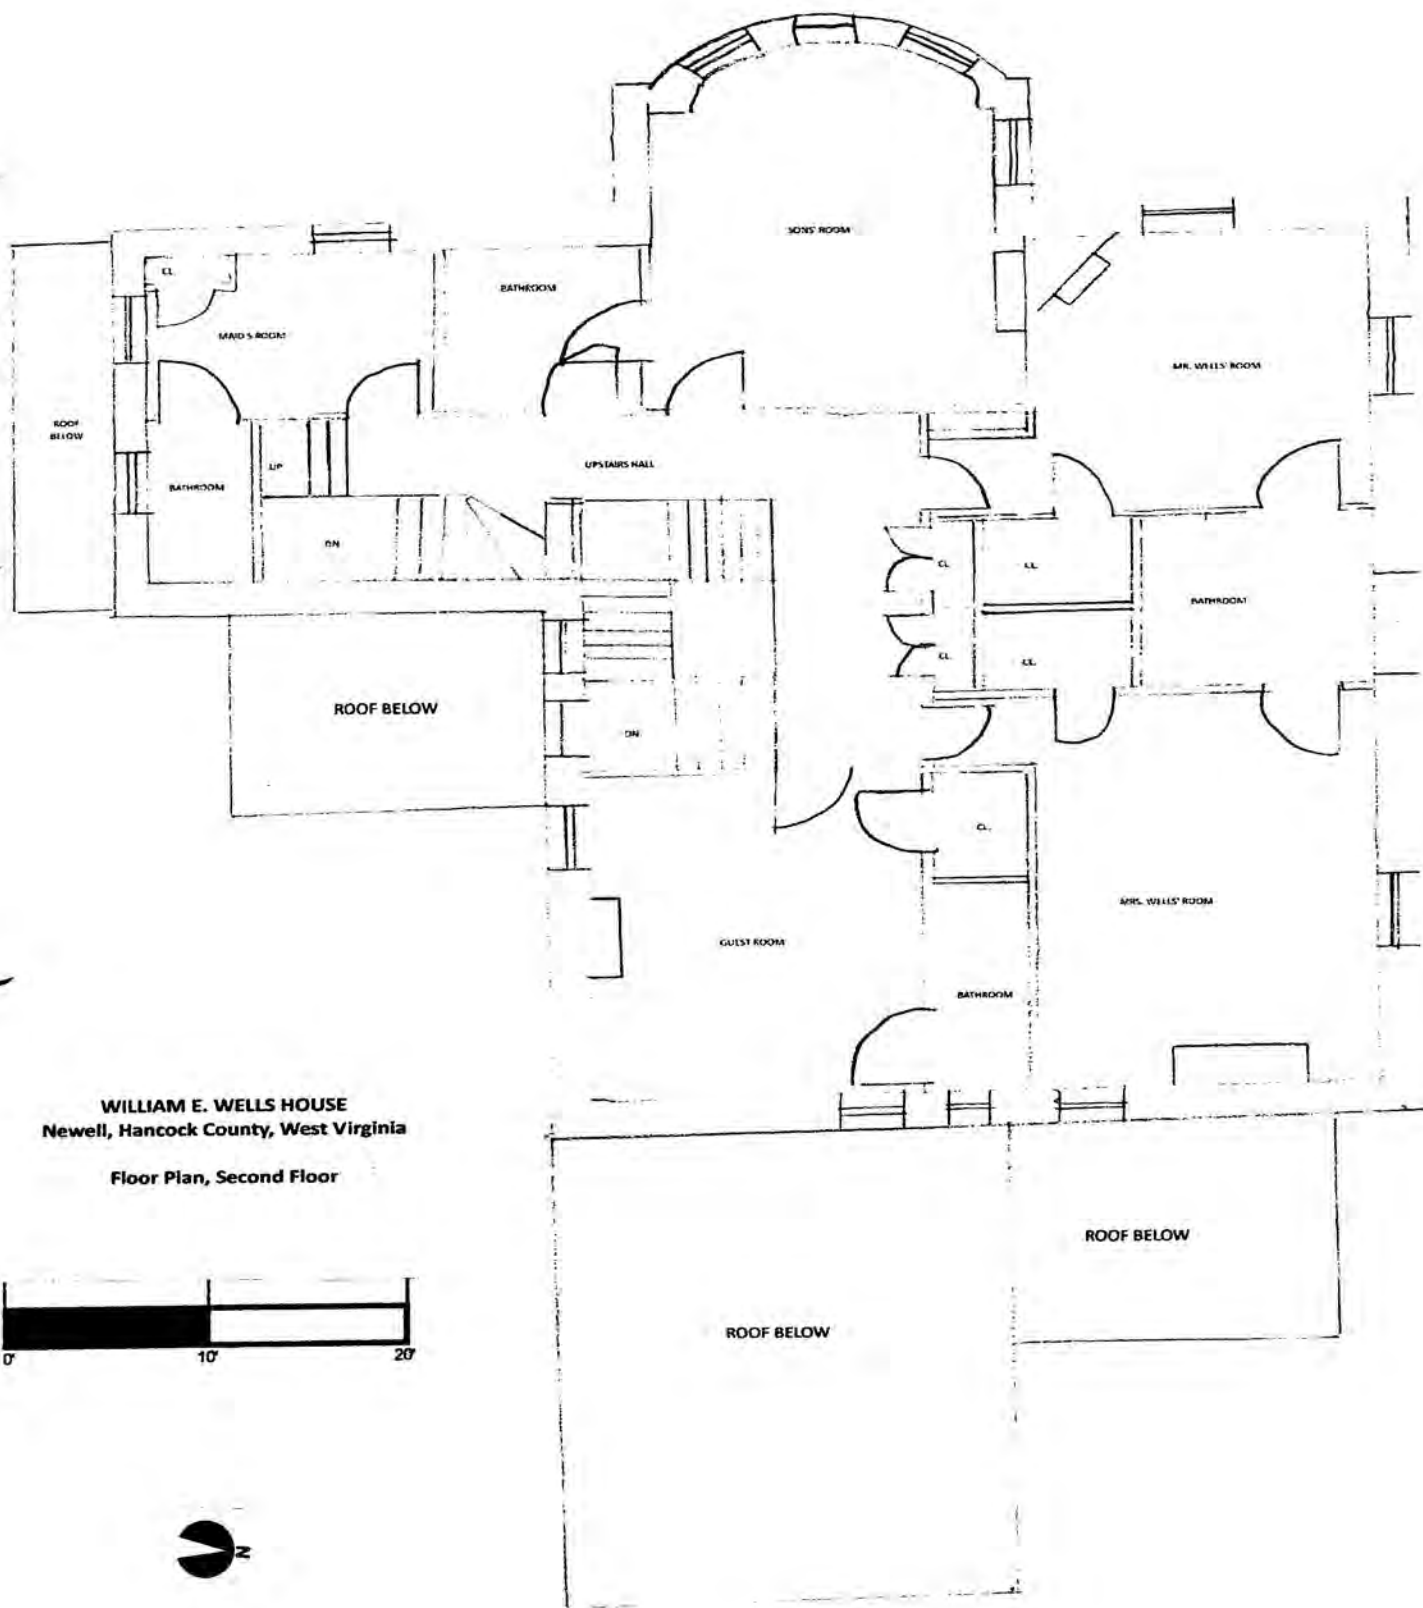 SONS' ROOM
CL.
BATHROOM
MAID'S ROOM
MR. WELLS' ROOM
ROOF
BELOW
UP
UPSTAIRS HALL
BATHROOM
DN
CL.
CL.
BATHROOM
CL.
CL.
ROOF BELOW
DN
CL.
MRS. WELLS' ROOM
GUEST ROOM
BATHROOM
WILLIAM E. WELLS HOUSE
Newell, Hancock County, West Virginia
Floor Plan, Second Floor
ROOF BELOW
ROOF BELOW
0' 10' 20'
N